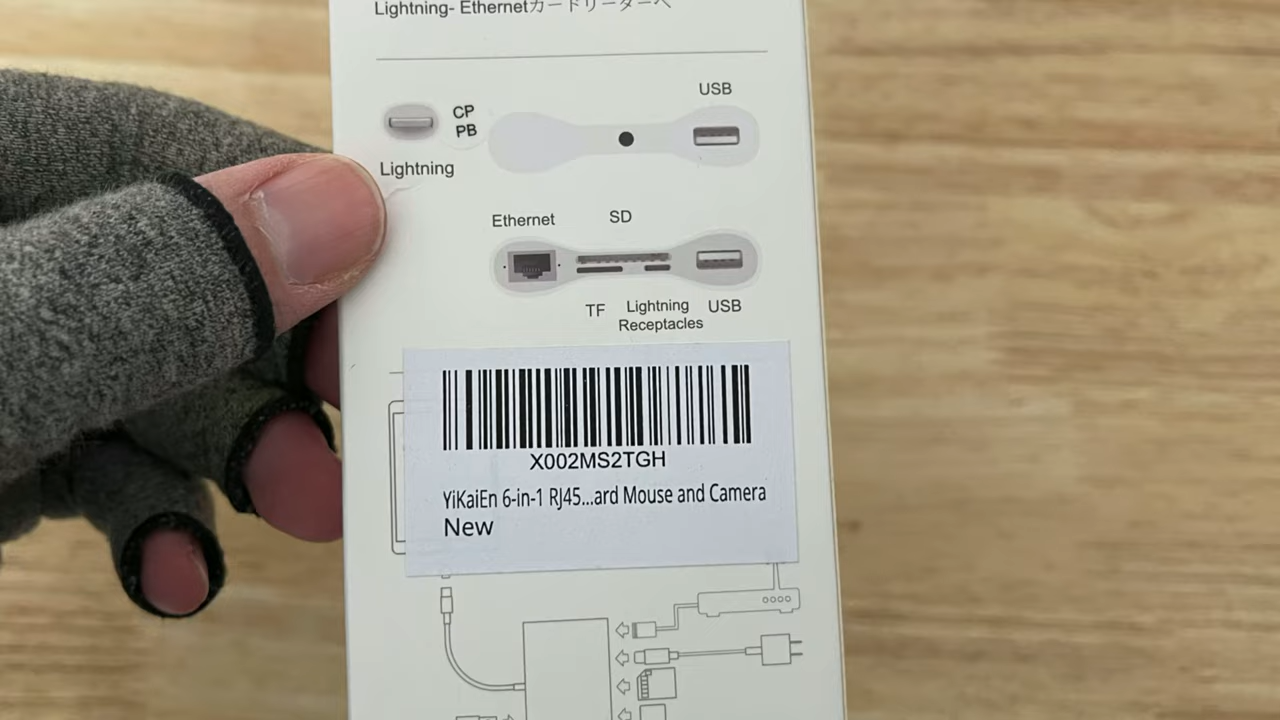 Lightning- Ethernetカードリーダーへ
USB
CP
PB
Lightning
Ethernet
SD
TF
Lightning
Receptacles
USB
X002MS2TGH
YiKaiEn 6-in-1 RJ45...ard Mouse and Camera
New